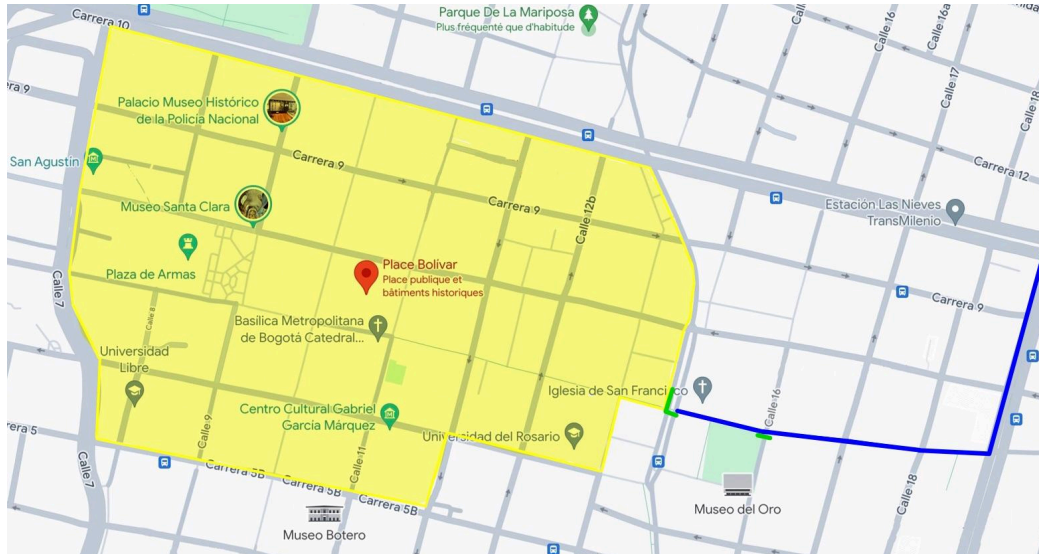 Carrera 10
Parque De La Mariposa
Plus fréquenté que d'habitude
Calle 16
Calle 16a
Calle 17
Calle 18
era 9
Palacio Museo Histórico
de la Policía Nacional
Carrera 9
San Agustín
Carrera 12
Museo Santa Clara
Carrera 9
Calle 12b
Estación Las Nieves
TransMilenio
Plaza de Armas
Place Bolívar
Place publique et
bâtiments historiques
Calle 7
Calle 8
Carrera 9
Basílica Metropolitana
de Bogotá Catedral...
Universidad
Libre
Iglesia de San Francisco
Centro Cultural Gabriel
García Márquez
Calle 16
era 5
Calle 9
Calle 11
Universidad del Rosario
Calle 7
Carrera 5B
Carrera 5B
Carrera 5B
Calle 18
Museo del Oro
Museo Botero